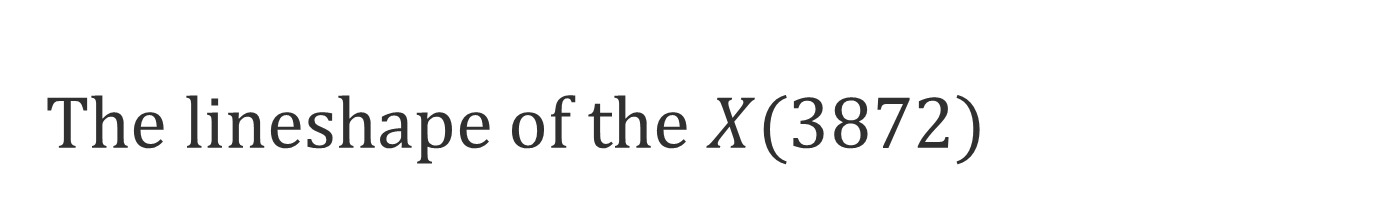 The lineshape of the X(3872)